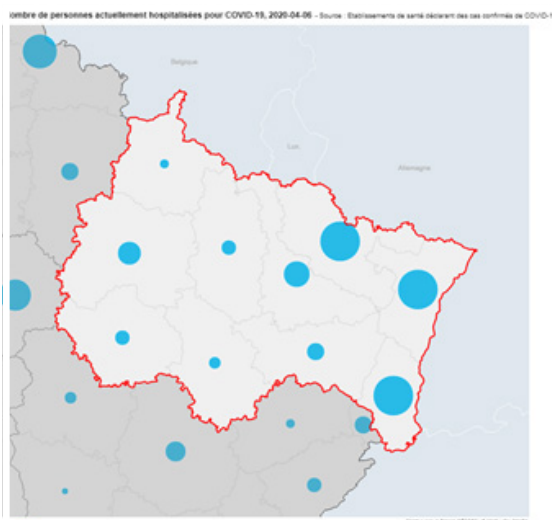 ombre de personnes actuellement hospitalisées pour COVID-19, 2020-04-06 - Source : Etablissements de santé déclarant des cas confirmés de COVID-1
Belgique
Lux.
Allemagne